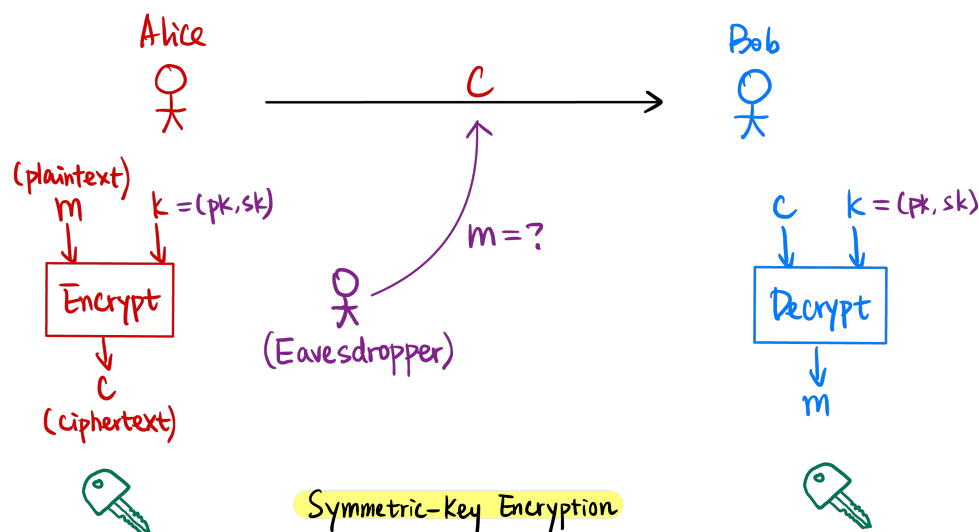 Alice
Bob
C
(plaintext)
m
k =(pk, sk)
Encrypt
C
(ciphertext)
m=?
(Eavesdropper)
C
k =(pk, sk)
Decrypt
m
Symmetric-Key Encryption